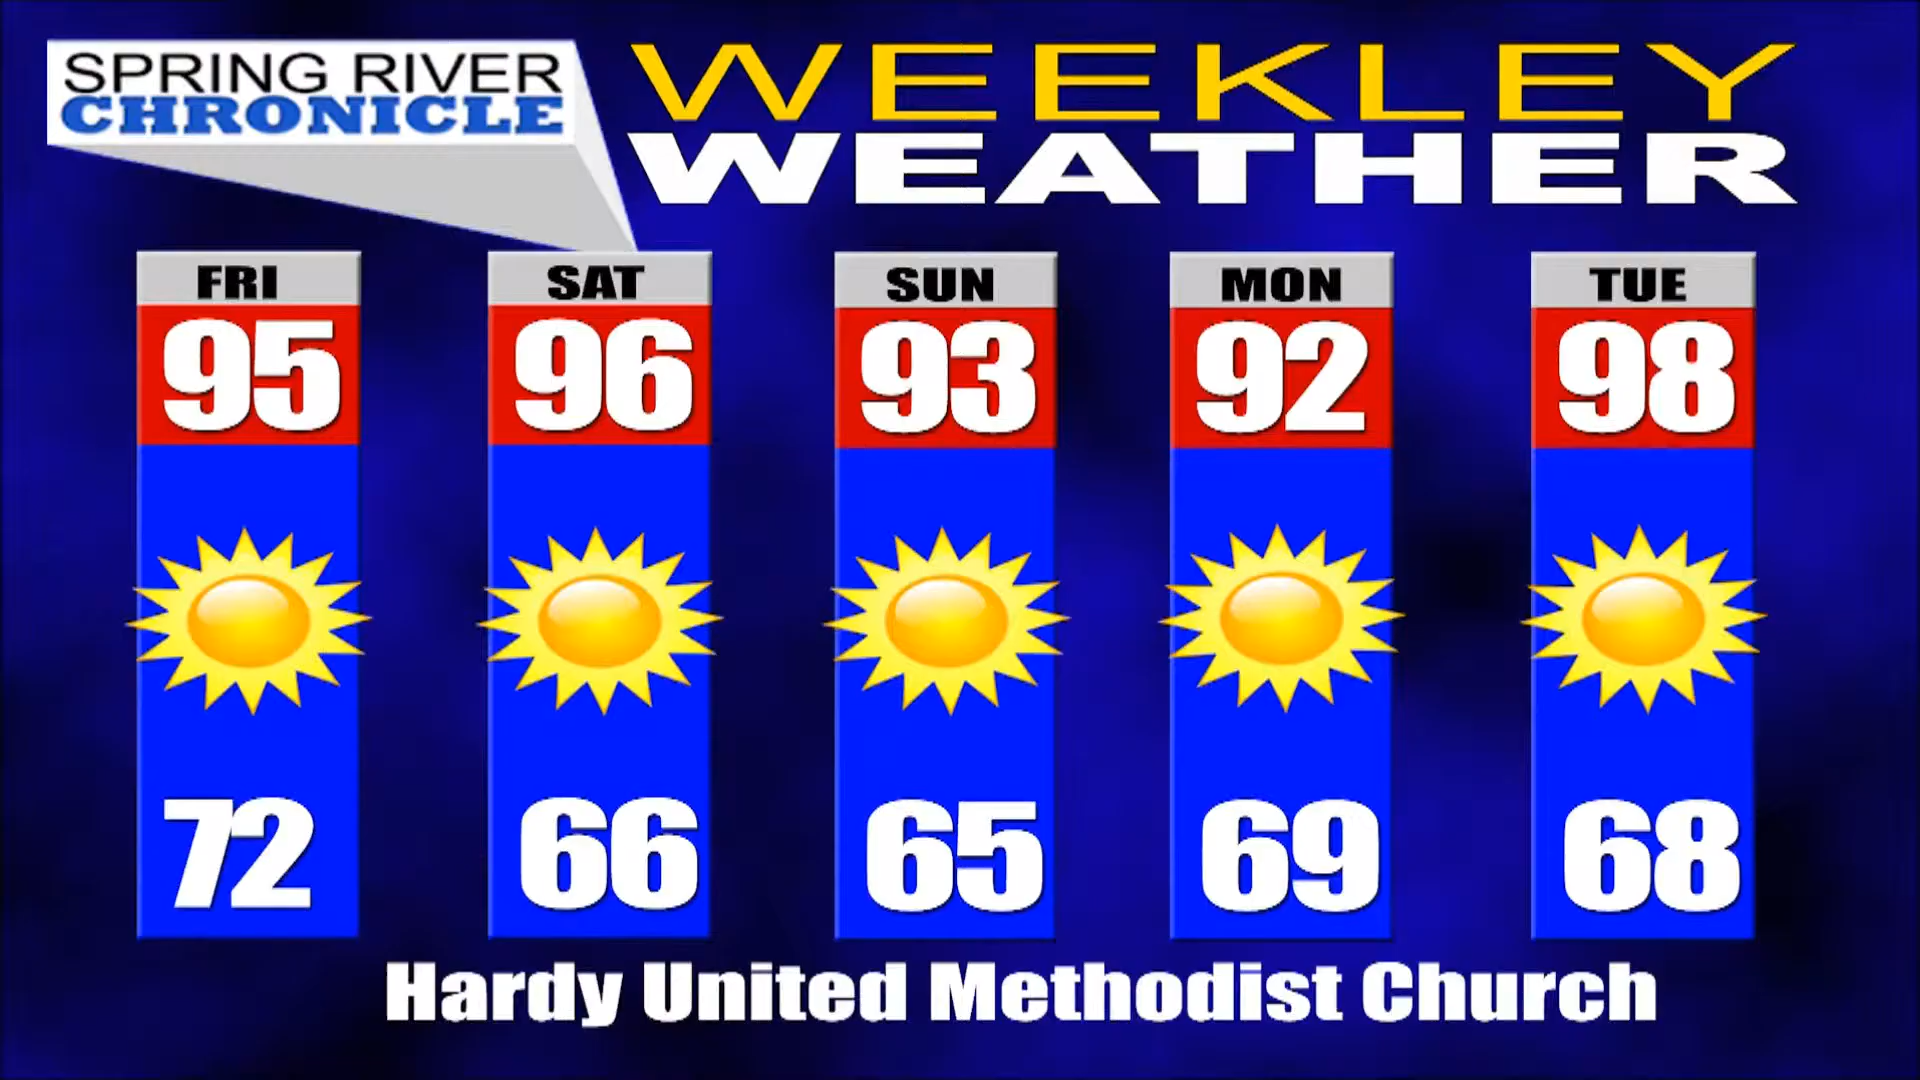 SPRING RIVER
CHRONICLE
WEEKLEY
WEATHER
FRI
95
72
SAT
96
66
SUN
93
65
MON
92
69
TUE
98
68
Hardy United Methodist Church